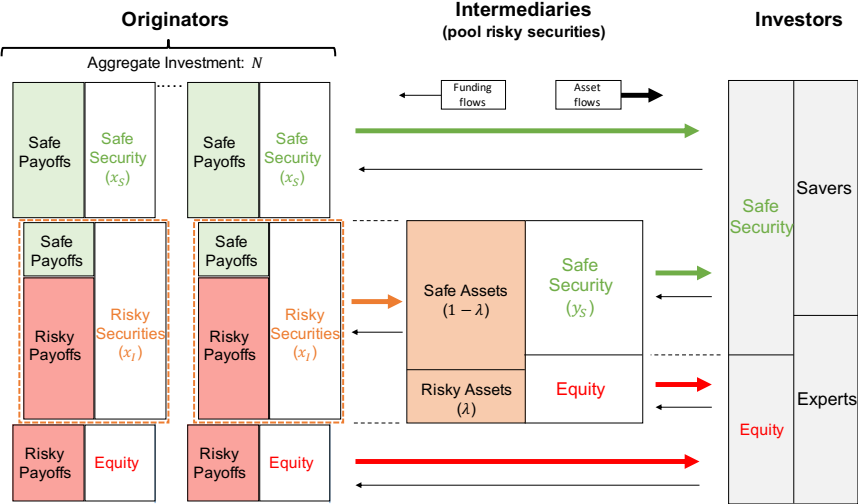 Originators
Intermediaries
(pool risky securities)
Investors
Aggregate Investment: N
Funding
flows
Asset
flows
Safe
Payoffs
Safe
Security
(x_S)
......
Safe
Payoffs
Safe
Security
(x_S)
Safe
Payoffs
Risky
Payoffs
Risky
Securities
(x_I)
Safe
Payoffs
Risky
Payoffs
Risky
Securities
(x_I)
Risky
Payoffs
Equity
Risky
Payoffs
Equity
Safe Assets
(1 − λ)
Safe
Security
(y_S)
Risky Assets
(λ)
Equity
Safe
Security
Equity
Savers
Experts